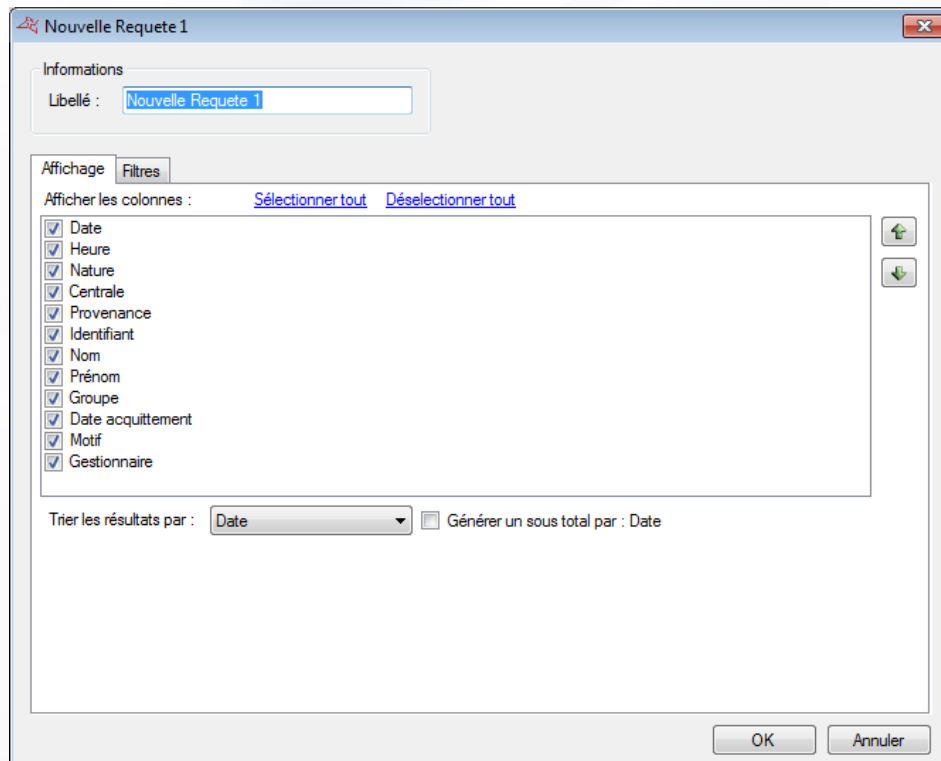 Nouvelle Requete 1
Informations
Libellé : Nouvelle Requete 1
Affichage Filtres
Afficher les colonnes : Sélectionner tout Déselectionner tout
Date
Heure
Nature
Centrale
Provenance
Identifiant
Nom
Prénom
Groupe
Date acquittement
Motif
Gestionnaire
Trier les résultats par : Date Générer un sous total par : Date
OK Annuler